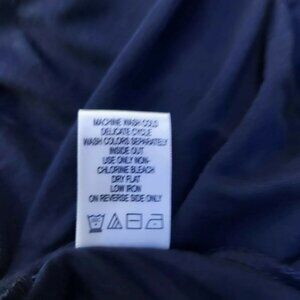 MACHINE WASH COLD
DELICATE CYCLE
WASH COLORS SEPARATELY
INSIDE OUT
USE ONLY NON-
CHLORINE BLEACH
DRY FLAT
LOW IRON
ON REVERSE SIDE ONLY